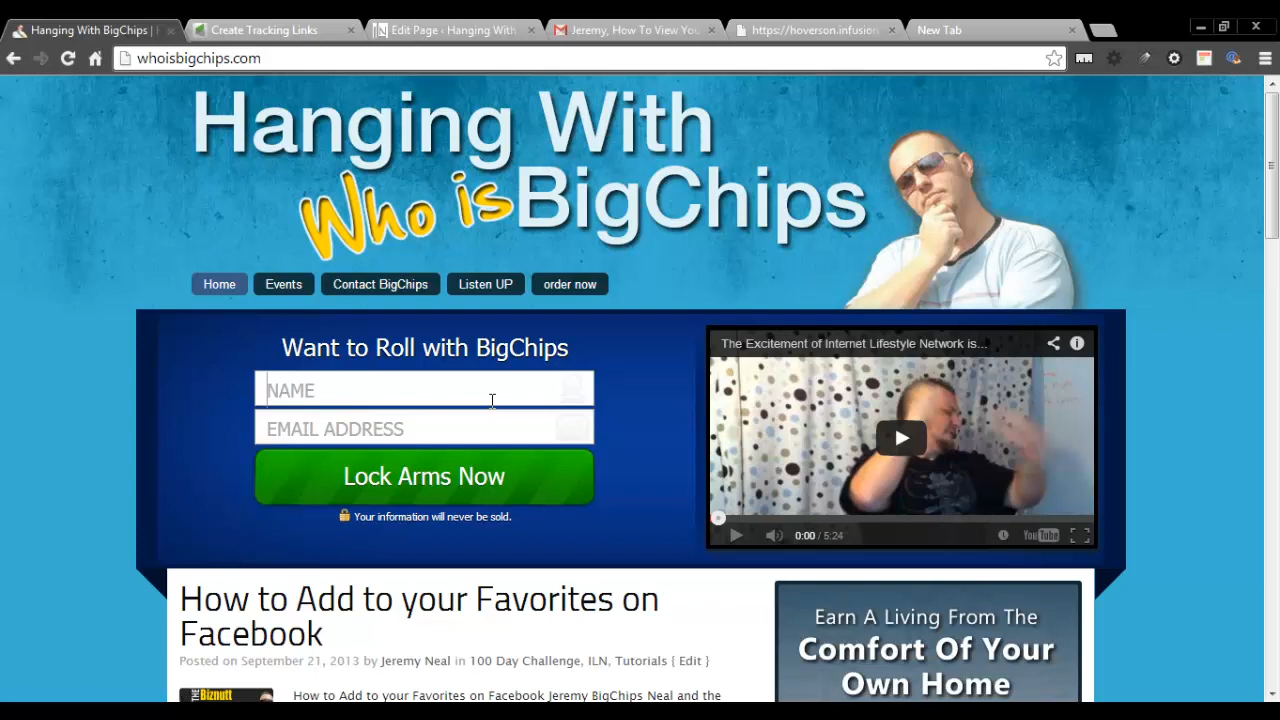 Hanging With BigChips |
Create Tracking Links
Edit Page ‹ Hanging With
Jeremy, How To View You
https://hoverson.infusion
New Tab
whoisbigchips.com
Hanging With
Who is BigChips
Home
Events
Contact BigChips
Listen UP
order now
Want to Roll with BigChips
NAME
EMAIL ADDRESS
Lock Arms Now
Your information will never be sold.
The Excitement of Internet Lifestyle Network is...
0:00 / 5:24
YouTube
How to Add to your Favorites on
Facebook
Posted on September 21, 2013 by Jeremy Neal in 100 Day Challenge, ILN, Tutorials { Edit }
THE Biznutt
How to Add to your Favorites on Facebook Jeremy BigChips Neal and the
Earn A Living From The
Comfort Of Your
Own Home